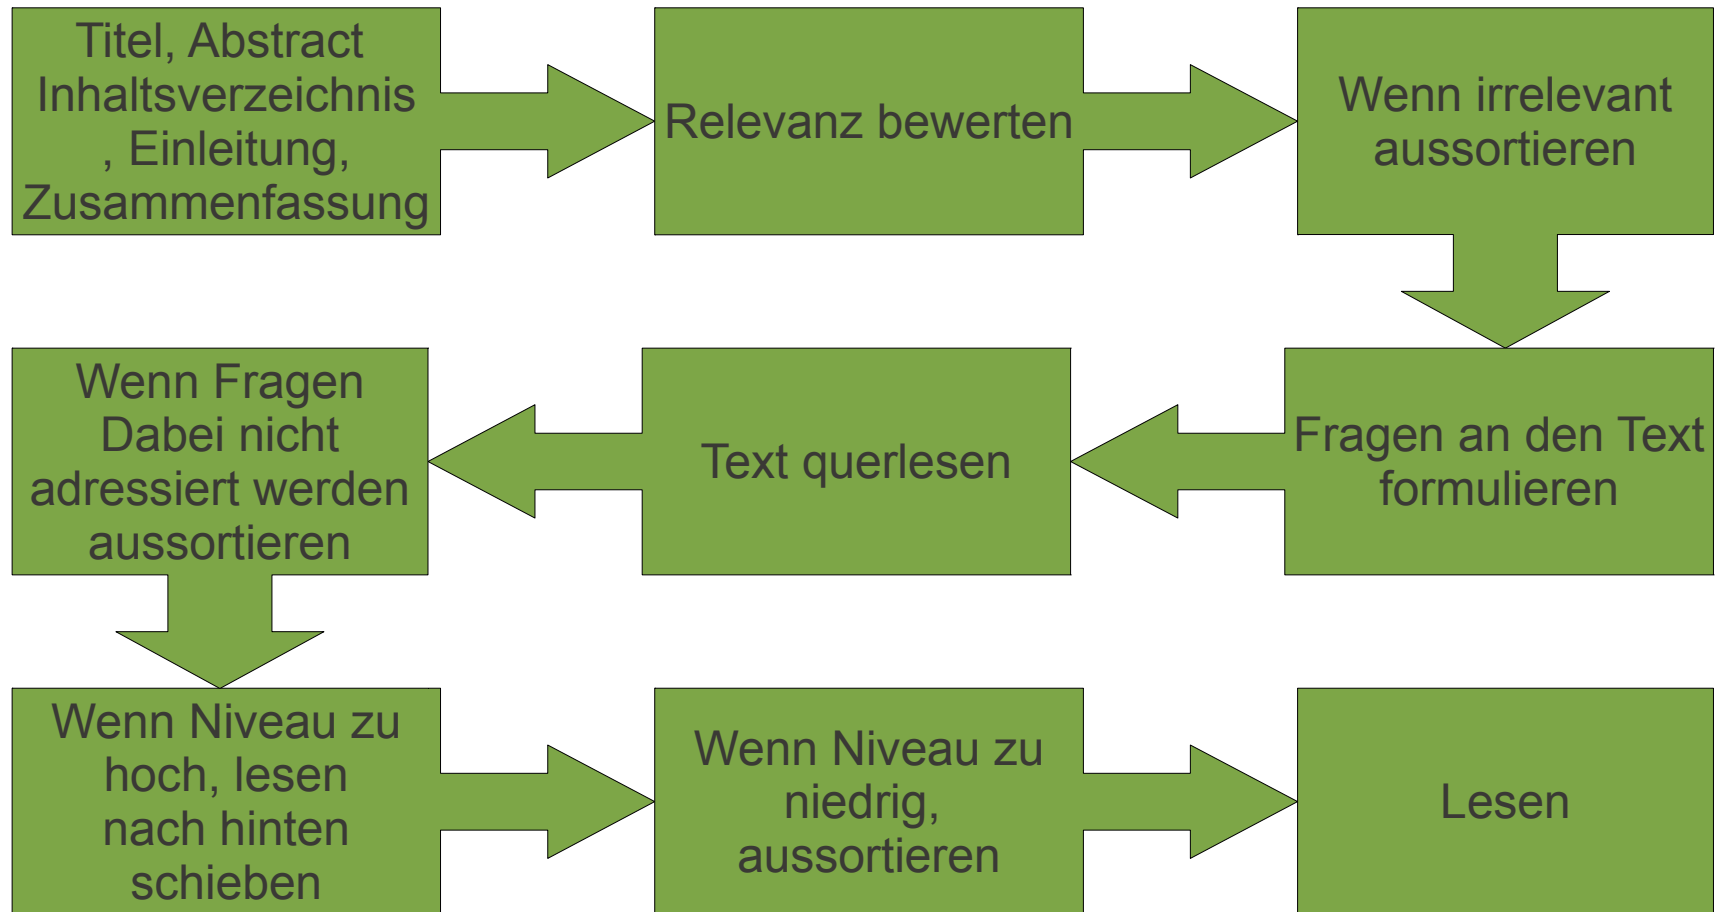 Titel, Abstract
Inhaltsverzeichnis
, Einleitung,
Zusammenfassung
Relevanz bewerten
Wenn irrelevant
aussortieren
Fragen an den Text
formulieren
Text querlesen
Wenn Fragen
Dabei nicht
adressiert werden
aussortieren
Wenn Niveau zu
hoch, lesen
nach hinten
schieben
Wenn Niveau zu
niedrig,
aussortieren
Lesen